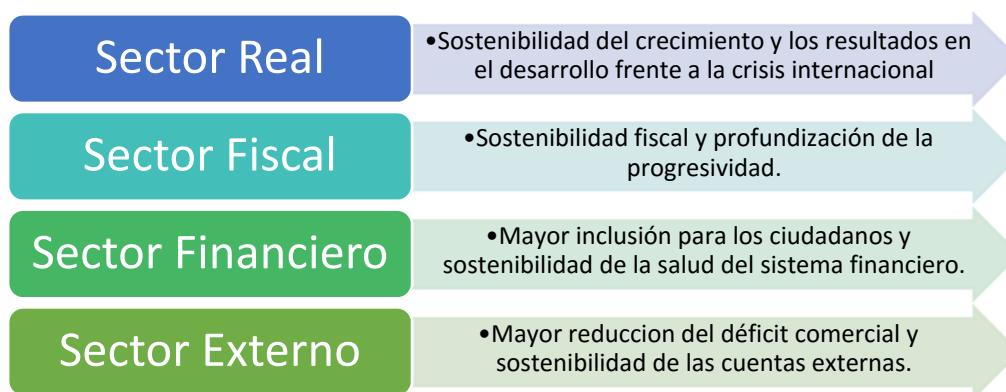 Sector Real
•Sostenibilidad del crecimiento y los resultados en
el desarrollo frente a la crisis internacional
Sector Fiscal
•Sostenibilidad fiscal y profundización de la
progresividad.
Sector Financiero
•Mayor inclusión para los ciudadanos y
sostenibilidad de la salud del sistema financiero.
Sector Externo
•Mayor reduccion del déficit comercial y
sostenibilidad de las cuentas externas.